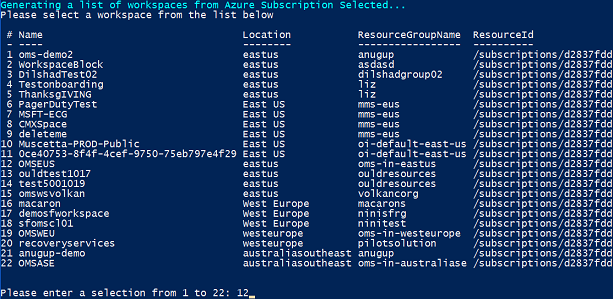 Generating a list of workspaces from Azure Subscription Selected...
Please select a workspace from the list below
# Name Location ResourceGroupName ResourceId
- ---- -------- ----------------- ----------
1 oms-demo2 eastus anugup /subscriptions/d2837fdd
2 WorkspaceBlock eastus asdasd /subscriptions/d2837fdd
3 DilshadTest02 eastus dilshadgroup02 /subscriptions/d2837fdd
4 Testonboarding eastus liz /subscriptions/d2837fdd
5 ThanksgIVING eastus liz /subscriptions/d2837fdd
6 PagerDutyTest East US mms-eus /subscriptions/d2837fdd
7 MSFT-ECG East US mms-eus /subscriptions/d2837fdd
8 CMXSpace East US mms-eus /subscriptions/d2837fdd
9 deleteme East US mms-eus /subscriptions/d2837fdd
10 Muscetta-PROD-Public East US oi-default-east-us /subscriptions/d2837fdd
11 0ce40753-8f4f-4cef-9750-75eb797e4f29 East US oi-default-east-us /subscriptions/d2837fdd
12 OMSEUS eastus oms-in-eastus /subscriptions/d2837fdd
13 ouldtest1017 eastus ouldresources /subscriptions/d2837fdd
14 test5001019 eastus ouldresources /subscriptions/d2837fdd
15 omswsvolkan eastus volkancorg /subscriptions/d2837fdd
16 macaron West Europe macarons /subscriptions/d2837fdd
17 demosfworkspace West Europe ninisfrg /subscriptions/d2837fdd
18 sfomscl01 West Europe ninitest /subscriptions/d2837fdd
19 OMSWEU westeurope oms-in-westeurope /subscriptions/d2837fdd
20 recoveryservices westeurope pilotsolution /subscriptions/d2837fdd
21 anugup-demo australiasoutheast anugup /subscriptions/d2837fdd
22 OMSASE australiasoutheast oms-in-australiase /subscriptions/d2837fdd
Please enter a selection from 1 to 22: 12